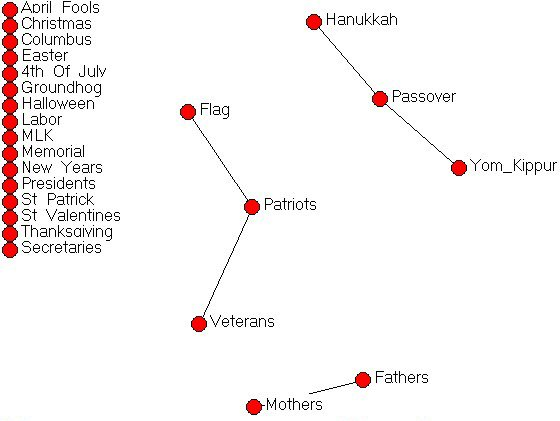 April Fools
Christmas
Columbus
Easter
4th Of July
Groundhog
Halloween
Labor
MLK
Memorial
New Years
Presidents
St Patrick
St Valentines
Thanksgiving
Secretaries
Hanukkah
Passover
Yom_Kippur
Flag
Patriots
Veterans
Fathers
Mothers